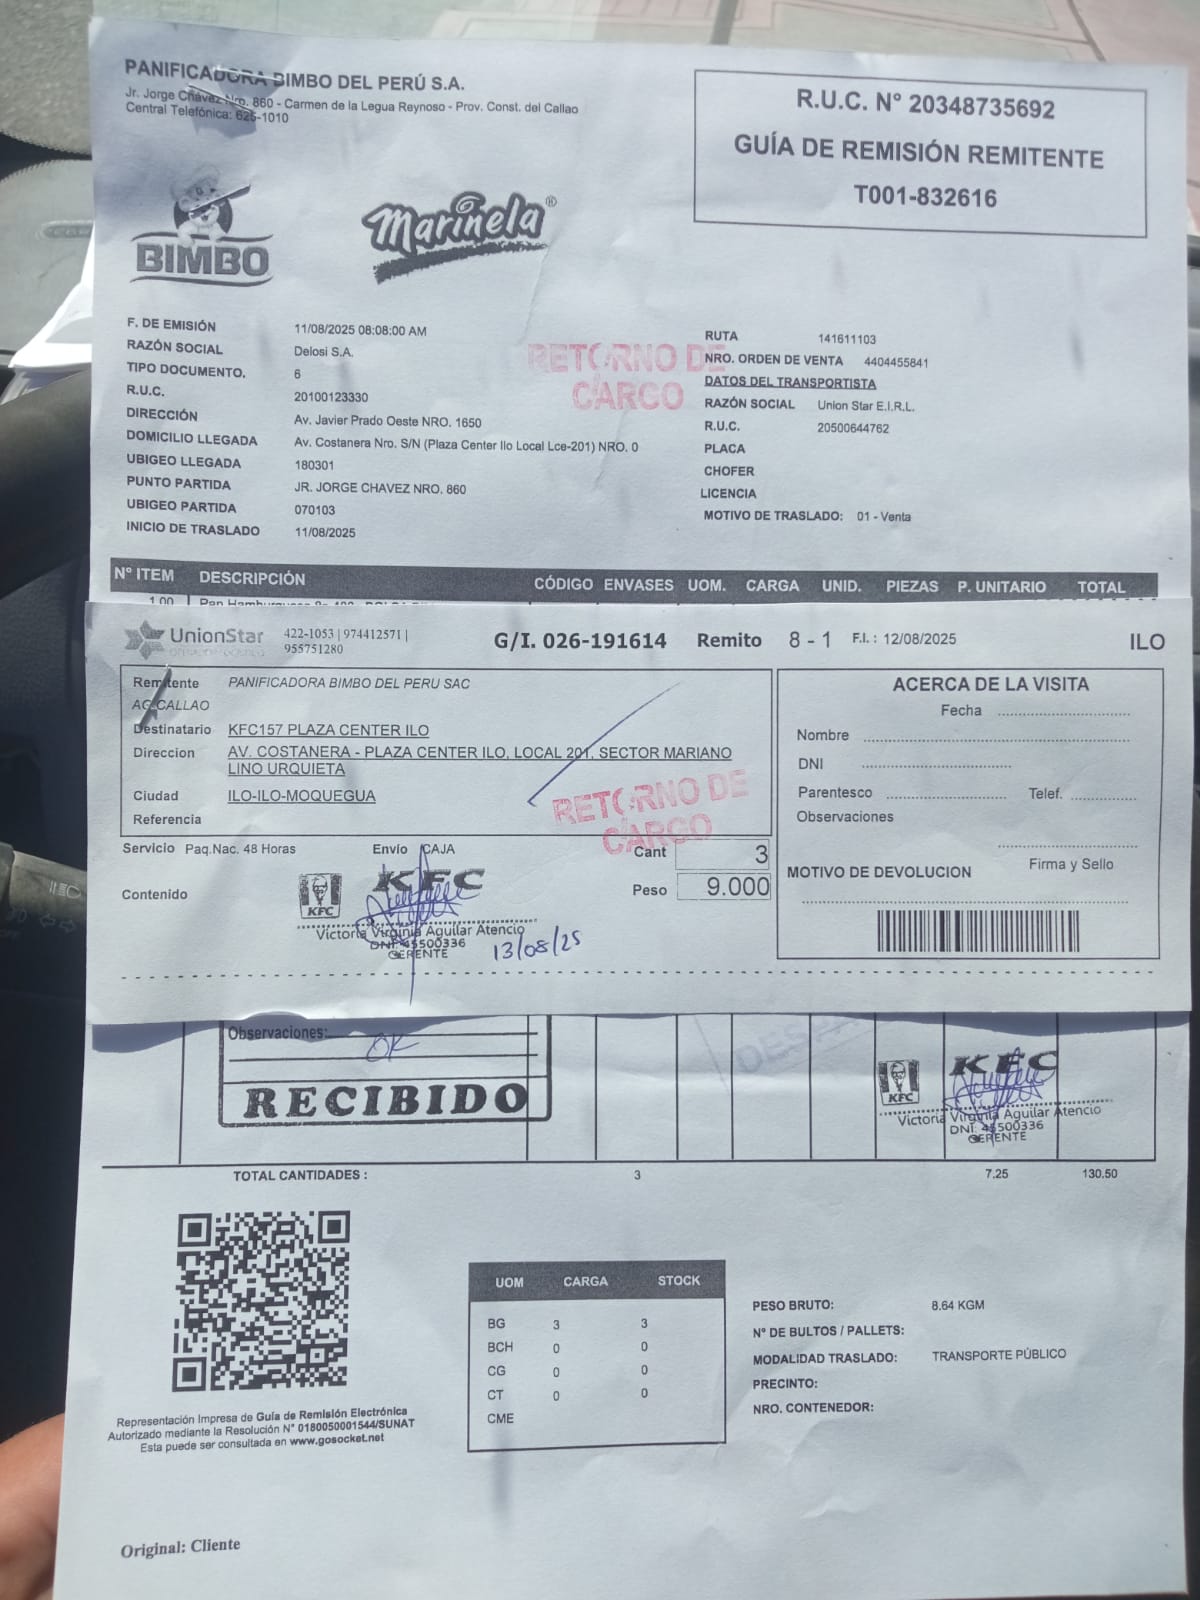 PANIFICADORA BIMBO DEL PERÚ S.A.
Jr. Jorge Chávez Nro. 860 - Carmen de la Legua Reynoso - Prov. Const. del Callao
Central Telefónica: 625-1010
R.U.C. N° 20348735692
GUÍA DE REMISIÓN REMITENTE
T001-832616
BIMBO
Marinela®
F. DE EMISIÓN 11/08/2025 08:08:00 AM
RAZÓN SOCIAL Delosi S.A.
TIPO DOCUMENTO. 6
R.U.C. 20100123330
DIRECCIÓN Av. Javier Prado Oeste NRO. 1650
DOMICILIO LLEGADA Av. Costanera Nro. S/N (Plaza Center Ilo Local Lce-201) NRO. 0
UBIGEO LLEGADA 180301
PUNTO PARTIDA JR. JORGE CHAVEZ NRO. 860
UBIGEO PARTIDA 070103
INICIO DE TRASLADO 11/08/2025
RETORNO DE
CARGO
RUTA 141611103
NRO. ORDEN DE VENTA 4404455841
DATOS DEL TRANSPORTISTA
RAZÓN SOCIAL Union Star E.I.R.L.
R.U.C. 20500644762
PLACA
CHOFER
LICENCIA
MOTIVO DE TRASLADO: 01 - Venta
N° ITEM DESCRIPCIÓN CÓDIGO ENVASES UOM. CARGA UNID. PIEZAS P. UNITARIO TOTAL
1.00 Pan
UnionStar
422-1053 | 974412571 |
955751280
G/I. 026-191614 Remito 8 - 1 F.I. : 12/08/2025 ILO
Remitente PANIFICADORA BIMBO DEL PERU SAC
AG.CALLAO
Destinatario KFC157 PLAZA CENTER ILO
Direccion AV. COSTANERA - PLAZA CENTER ILO, LOCAL 201, SECTOR MARIANO
LINO URQUIETA
Ciudad ILO-ILO-MOQUEGUA
Referencia
RETORNO DE
CARGO
Servicio Paq.Nac. 48 Horas Envío CAJA Cant 3
Contenido Peso 9.000
KFC
KFC
Victoria Virginia Aguilar Atencio
DNI: 45500336
GERENTE
13/08/25
ACERCA DE LA VISITA
Fecha
Nombre
DNI
Parentesco Telef.
Observaciones
Firma y Sello
MOTIVO DE DEVOLUCION
Observaciones:
OK
RECIBIDO
KFC
KFC
Victoria Virginia Aguilar Atencio
DNI: 45500336
GERENTE
TOTAL CANTIDADES : 3 7.25 130.50
UOM CARGA STOCK
BG 3 3
BCH 0 0
CG 0 0
CT 0 0
CME
PESO BRUTO: 8.64 KGM
N° DE BULTOS / PALLETS:
MODALIDAD TRASLADO: TRANSPORTE PÚBLICO
PRECINTO:
NRO. CONTENEDOR:
Representación Impresa de Guía de Remisión Electrónica
Autorizado mediante la Resolución N° 0180050001544/SUNAT
Esta puede ser consultada en www.gosocket.net
Original: Cliente